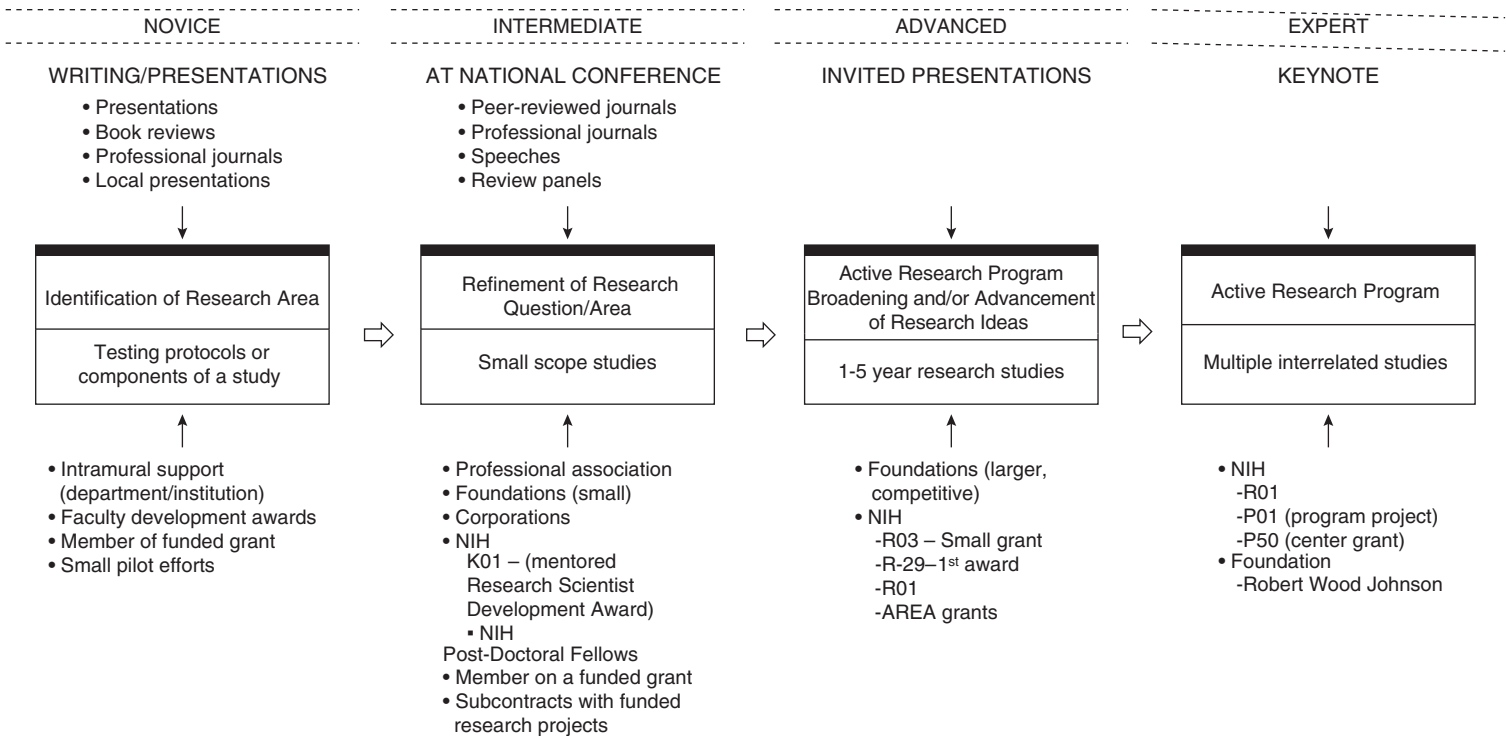 NOVICE
INTERMEDIATE
ADVANCED
EXPERT
WRITING/PRESENTATIONS
• Presentations
• Book reviews
• Professional journals
• Local presentations
AT NATIONAL CONFERENCE
• Peer-reviewed journals
• Professional journals
• Speeches
• Review panels
INVITED PRESENTATIONS
KEYNOTE
Identification of Research Area
Testing protocols or
components of a study
Refinement of Research
Question/Area
Small scope studies
Active Research Program
Broadening and/or Advancement
of Research Ideas
1-5 year research studies
Active Research Program
Multiple interrelated studies
• Intramural support
(department/institution)
• Faculty development awards
• Member of funded grant
• Small pilot efforts
• Professional association
• Foundations (small)
• Corporations
• NIH
K01 – (mentored
Research Scientist
Development Award)
▪ NIH
Post-Doctoral Fellows
• Member on a funded grant
• Subcontracts with funded
research projects
• Foundations (larger,
competitive)
• NIH
-R03 – Small grant
-R-29–1st award
-R01
-AREA grants
• NIH
-R01
-P01 (program project)
-P50 (center grant)
• Foundation
-Robert Wood Johnson